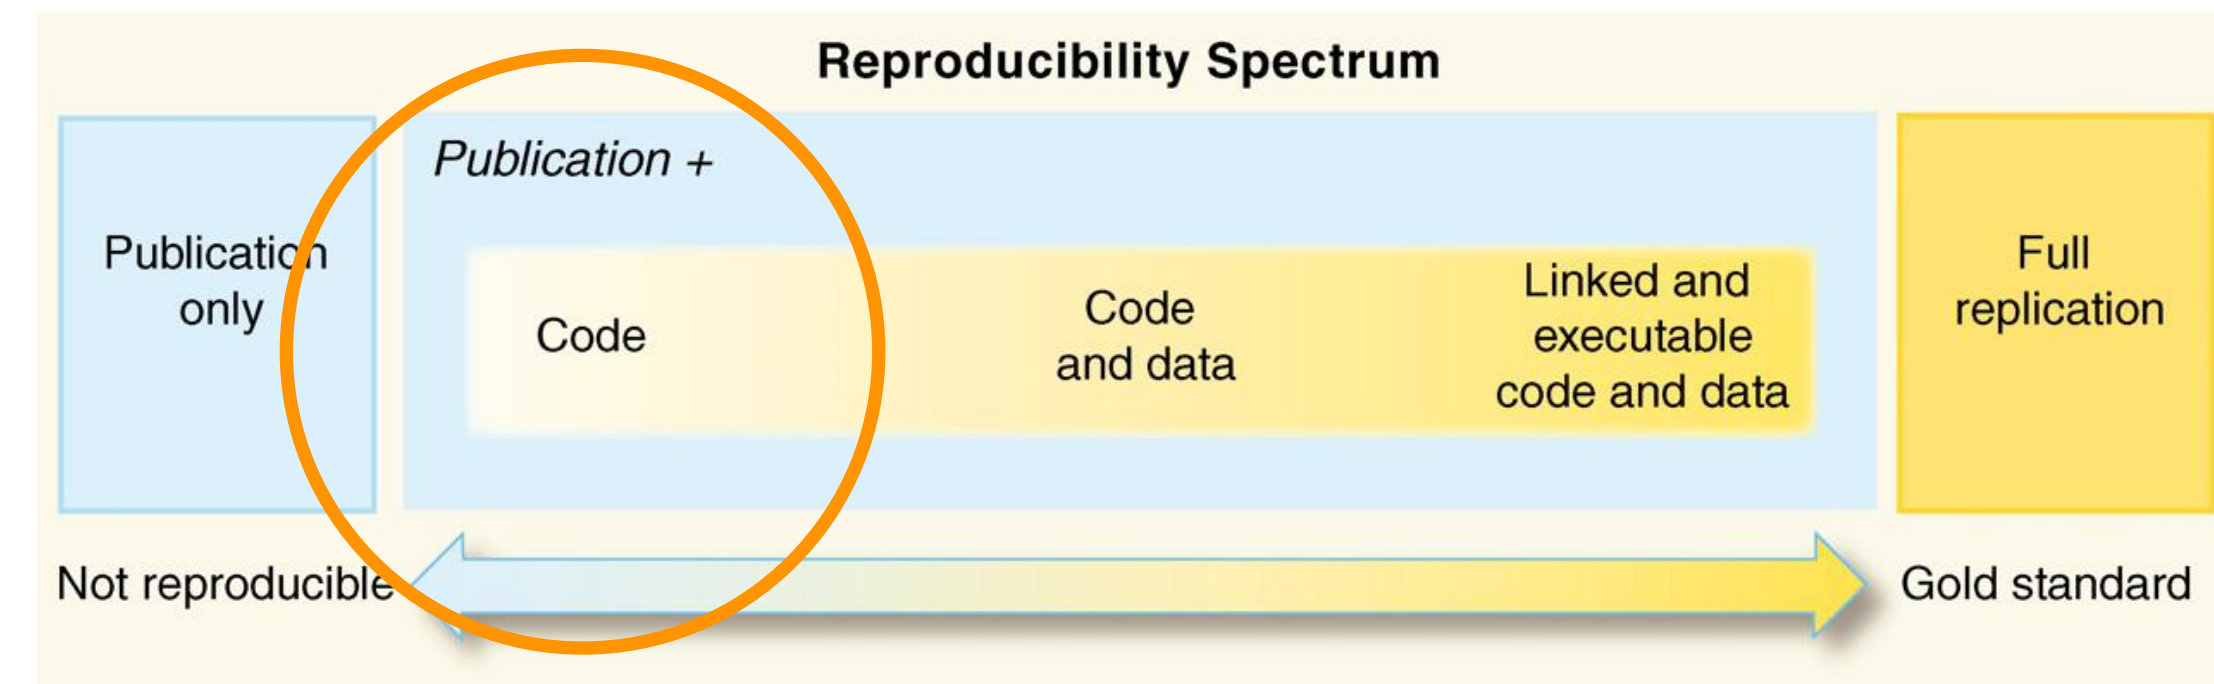 Reproducibility Spectrum
Publication +
Publication
only
Code
Code
and data
Linked and
executable
code and data
Full
replication
Not reproducible
Gold standard